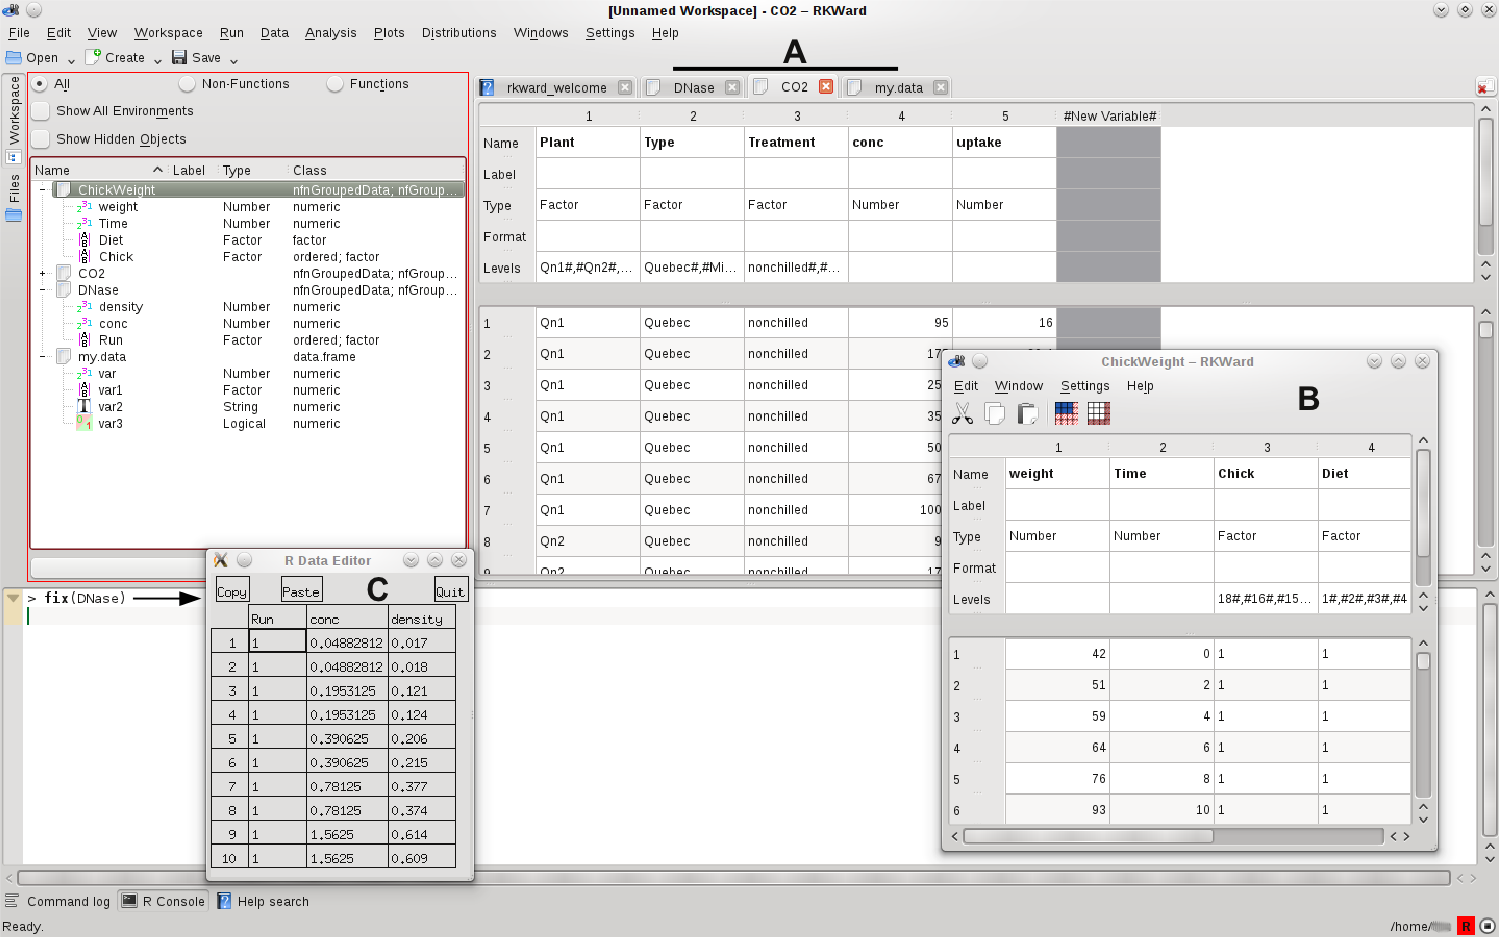 [Unnamed Workspace] - CO2 – RKWard
File Edit View Workspace Run Data Analysis Plots Distributions Windows Settings Help
Open Create Save
A
Workspace
Files
All Non-Functions Functions
Show All Environments
Show Hidden Objects
Name Label Type Class
ChickWeight nfnGroupedData; nfGroup...
weight Number numeric
Time Number numeric
Diet Factor factor
Chick Factor ordered; factor
CO2 nfnGroupedData; nfGroup...
DNase nfnGroupedData; nfGroup...
density Number numeric
conc Number numeric
Run Factor ordered; factor
my.data data.frame
var Number numeric
var1 Factor numeric
var2 String numeric
var3 Logical numeric
rkward_welcome DNase CO2 my.data
1 2 3 4 5 #New Variable#
Name Plant Type Treatment conc uptake
Label
Type Factor Factor Factor Number Number
Format
Levels Qn1#,#Qn2#,... Quebec#,#Mi... nonchilled#,#...
1 Qn1 Quebec nonchilled 95 16
2 Qn1 Quebec nonchilled 17
3 Qn1 Quebec nonchilled 25
4 Qn1 Quebec nonchilled 35
5 Qn1 Quebec nonchilled 50
6 Qn1 Quebec nonchilled 67
7 Qn1 Quebec nonchilled 100
8 Qn2 Quebec nonchilled 9
9 Qn2 Quebec nonchilled 17
ChickWeight – RKWard
Edit Window Settings Help
B
1 2 3 4
Name weight Time Chick Diet
Label
Type Number Number Factor Factor
Format
Levels 18#,#16#,#15... 1#,#2#,#3#,#4
1 42 0 1 1
2 51 2 1 1
3 59 4 1 1
4 64 6 1 1
5 76 8 1 1
6 93 10 1 1
> fix(DNase)
R Data Editor
Copy Paste C Quit
Run conc density
1 1 0.04882812 0.017
2 1 0.04882812 0.018
3 1 0.1953125 0.121
4 1 0.1953125 0.124
5 1 0.390625 0.206
6 1 0.390625 0.215
7 1 0.78125 0.377
8 1 0.78125 0.374
9 1 1.5625 0.614
10 1 1.5625 0.609
Command log R Console Help search
Ready. /home/ R